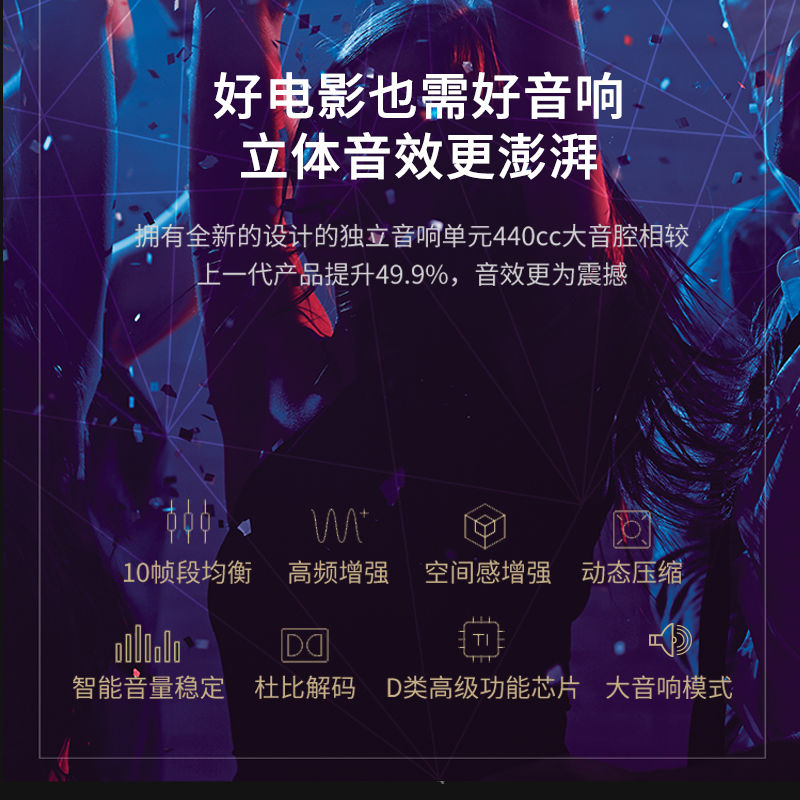 好电影也需好音响
立体音效更澎湃
拥有全新的设计的独立音响单元440cc大音腔相较
上一代产品提升49.9%，音效更为震撼
10帧段均衡 高频增强 空间感增强 动态压缩
TI
智能音量稳定 杜比解码 D类高级功能芯片 大音响模式